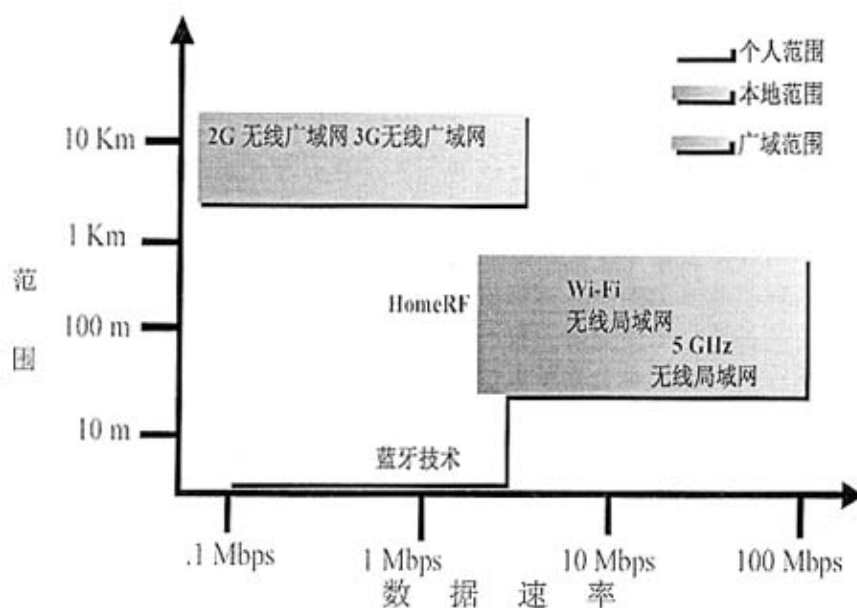 个人范围
本地范围
广域范围
10 Km
2G 无线广域网 3G无线广域网
1 Km
范围
HomeRF
Wi-Fi
无线局域网
100 m
5 GHz
无线局域网
10 m
蓝牙技术
.1 Mbps
1 Mbps
10 Mbps
100 Mbps
数据速率